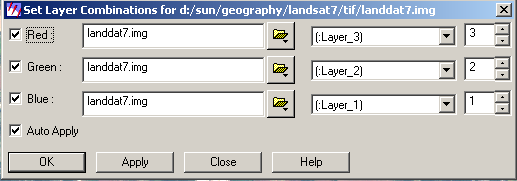 Set Layer Combinations for d:/sun/geography/landsat7/tif/landdat7.img
Red : landdat7.img (:Layer_3) 3
Green : landdat7.img (:Layer_2) 2
Blue : landdat7.img (:Layer_1) 1
Auto Apply
OK Apply Close Help